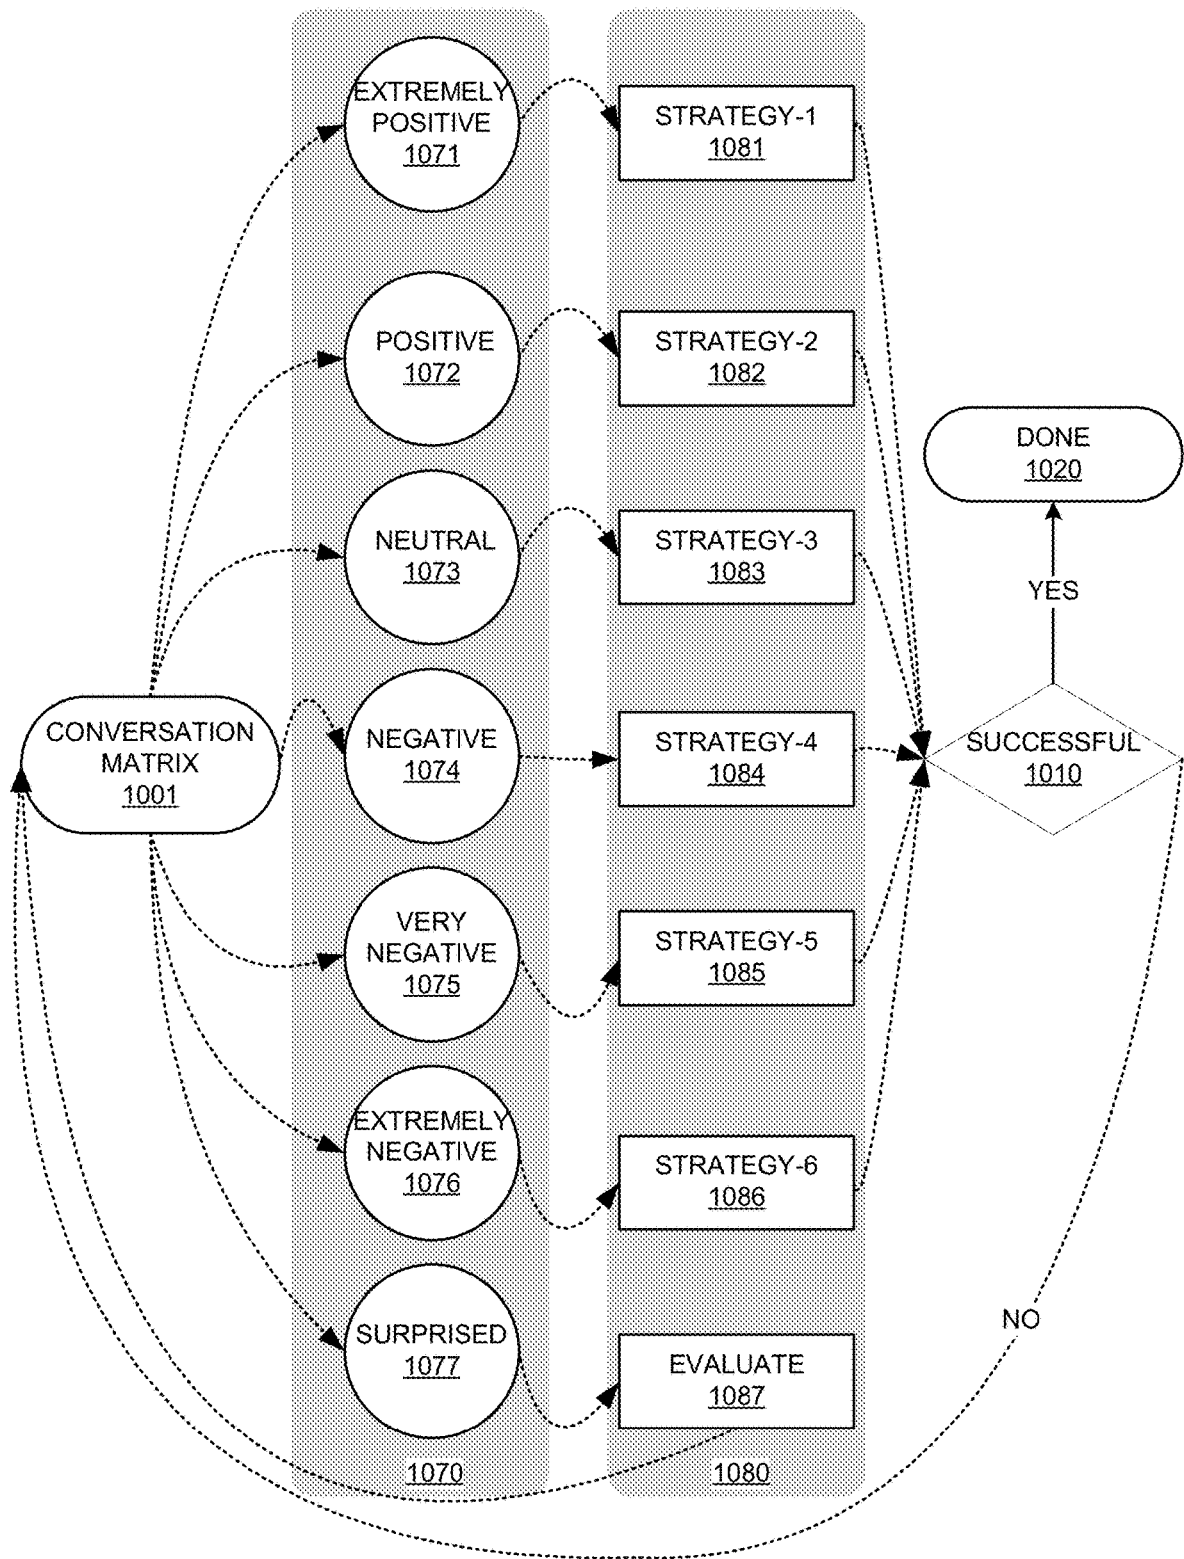 EXTREMELY
POSITIVE
1071
STRATEGY-1
1081
POSITIVE
1072
STRATEGY-2
1082
DONE
1020
NEUTRAL
1073
STRATEGY-3
1083
YES
CONVERSATION
MATRIX
1001
NEGATIVE
1074
STRATEGY-4
1084
SUCCESSFUL
1010
VERY
NEGATIVE
1075
STRATEGY-5
1085
EXTREMELY
NEGATIVE
1076
STRATEGY-6
1086
NO
SURPRISED
1077
EVALUATE
1087
1070
1080